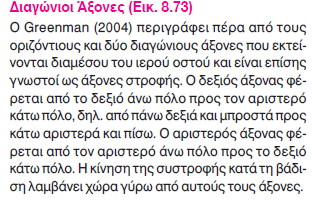 Διαγώνιοι Άξονες (Εικ. 8.73)
Ο Greenman (2004) περιγράφει πέρα από τους
οριζόντιους και δύο διαγώνιους άξονες που εκτεί-
νονται διαμέσου του ιερού οστού και είναι επίσης
γνωστοί ως άξονες στροφής. Ο δεξιός άξονας φέ-
ρεται από το δεξιό άνω πόλο προς τον αριστερό
κάτω πόλο, δηλ. από πάνω δεξιά και μπροστά προς
κάτω αριστερά και πίσω. Ο αριστερός άξονας φέ-
ρεται από τον αριστερό άνω πόλο προς το δεξιό
κάτω πόλο. Η κίνηση της συστροφής κατά τη βάδι-
ση λαμβάνει χώρα γύρω από αυτούς τους άξονες.